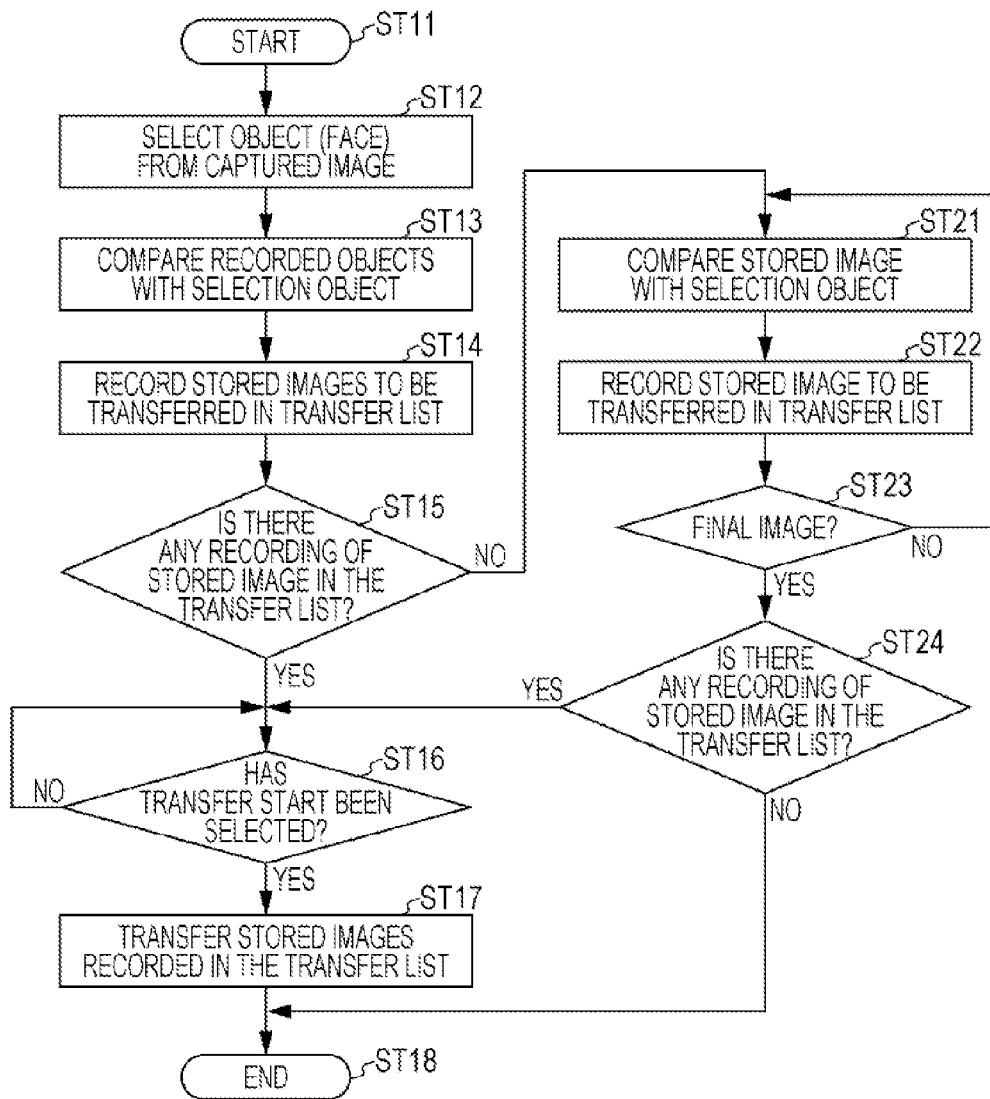 START
ST11
ST12
SELECT OBJECT (FACE)
FROM CAPTURED IMAGE
ST13
COMPARE RECORDED OBJECTS
WITH SELECTION OBJECT
ST14
RECORD STORED IMAGES TO BE
TRANSFERRED IN TRANSFER LIST
ST15
IS THERE
ANY RECORDING OF
STORED IMAGE IN THE
TRANSFER LIST?
NO
YES
ST16
HAS
TRANSFER START BEEN
SELECTED?
NO
YES
ST17
TRANSFER STORED IMAGES
RECORDED IN THE TRANSFER LIST
END
ST18
ST21
COMPARE STORED IMAGE
WITH SELECTION OBJECT
ST22
RECORD STORED IMAGE TO BE
TRANSFERRED IN TRANSFER LIST
ST23
FINAL IMAGE?
NO
YES
ST24
IS THERE
ANY RECORDING OF
STORED IMAGE IN THE
TRANSFER LIST?
YES
NO